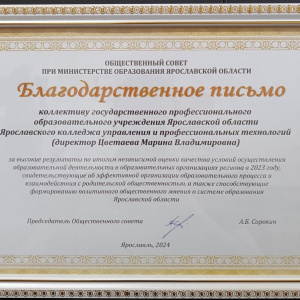 ОБЩЕСТВЕННЫЙ СОВЕТ
ПРИ МИНИСТЕРСТВЕ ОБРАЗОВАНИЯ ЯРОСЛАВСКОЙ ОБЛАСТИ
Благодарственное письмо
коллективу государственного профессионального
образовательного учреждения Ярославской области
Ярославского колледжа управления и профессиональных технологий
(директор Цветаева Марина Владимировна)
за высокие результаты по итогам независимой оценки качества условий осуществления
образовательной деятельности в образовательных организациях региона в 2023 году,
свидетельствующие об эффективной организации образовательного процесса и
взаимодействия с родительской общественностью, а также способствующие
формированию позитивного общественного мнения о системе образования
Ярославской области
Председатель Общественного совета А.Б. Сорокин
Ярославль, 2024